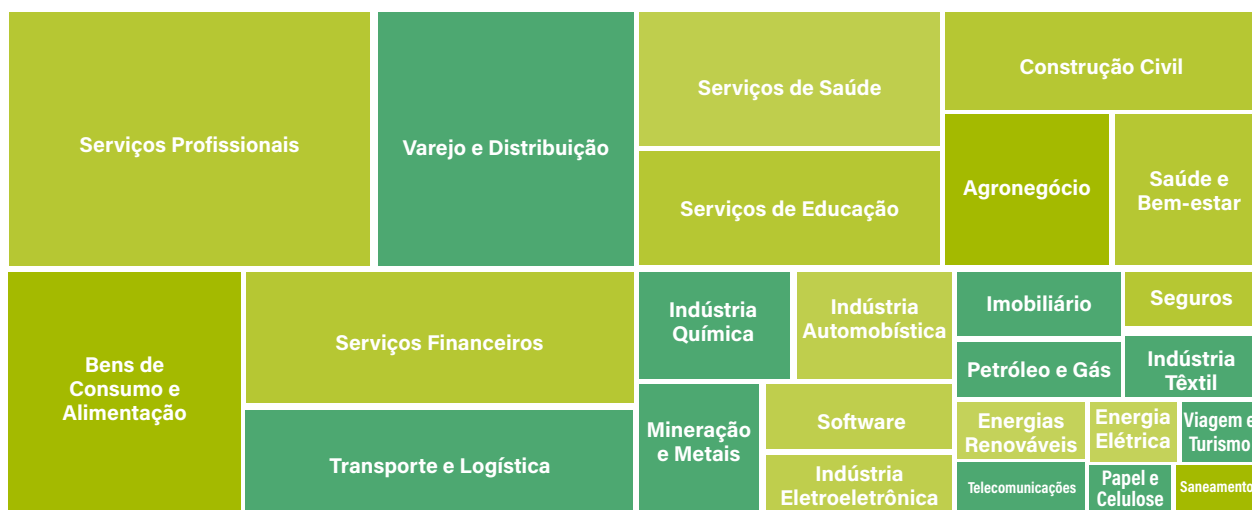 Serviços Profissionais
Varejo e Distribuição
Serviços de Saúde
Serviços de Educação
Construção Civil
Agronegócio
Saúde e
Bem-estar
Bens de
Consumo e
Alimentação
Serviços Financeiros
Transporte e Logística
Indústria
Química
Indústria
Automobística
Mineração
e Metais
Software
Indústria
Eletroeletrônica
Imobiliário
Seguros
Petróleo e Gás
Indústria
Têxtil
Energias
Renováveis
Energia
Elétrica
Viagem e
Turismo
Telecomunicações
Papel e
Celulose
Saneamento